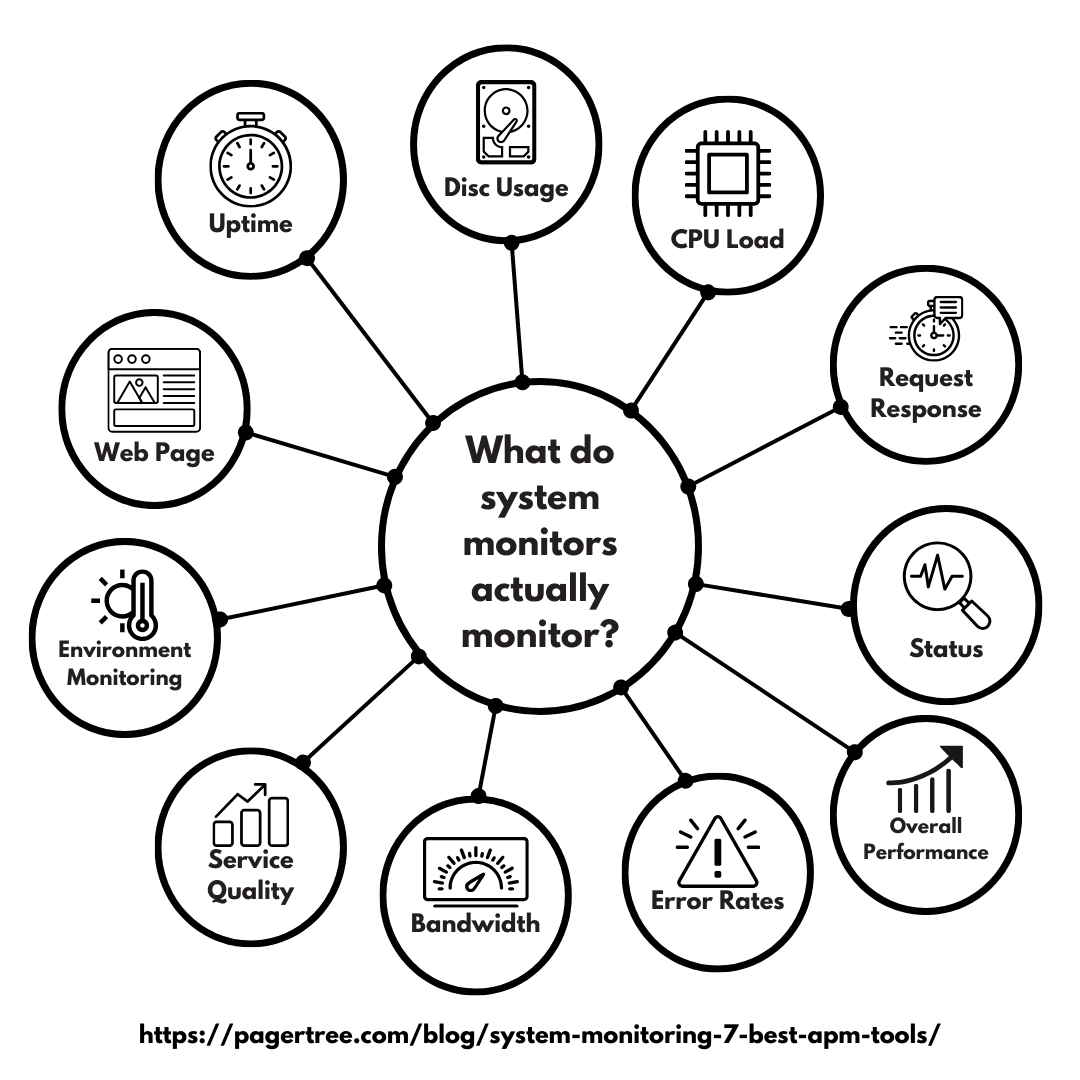 Disc Usage
Uptime
CPU Load
Request
Response
Web Page
What do
system
monitors
actually
monitor?
Environment
Monitoring
Status
Service
Quality
Bandwidth
Error Rates
Overall
Performance
https://pagertree.com/blog/system-monitoring-7-best-apm-tools/